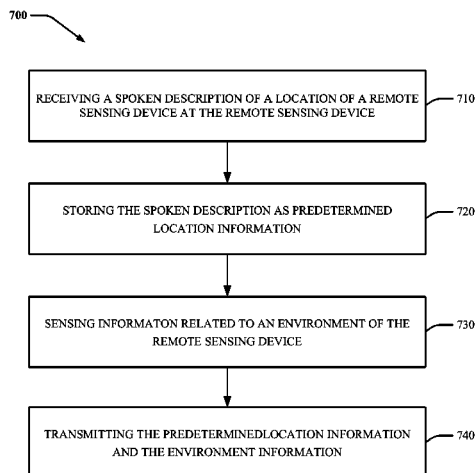 700
RECEIVING A SPOKEN DESCRIPTION OF A LOCATION OF A REMOTE
SENSING DEVICE AT THE REMOTE SENSING DEVICE
710
STORING THE SPOKEN DESCRIPTION AS PREDETERMINED
LOCATION INFORMATION
720
SENSING INFORMATON RELATED TO AN ENVIRONMENT OF THE
REMOTE SENSING DEVICE
730
TRANSMITTING THE PREDETERMINEDLOCATION INFORMATION
AND THE ENVIRONMENT INFORMATION
740